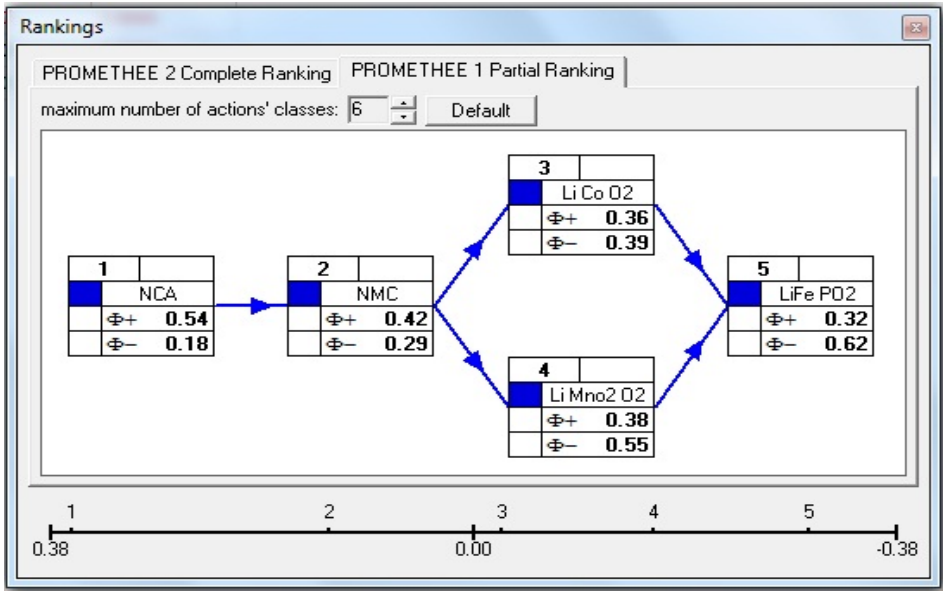 Rankings
PROMETHEE 2 Complete Ranking
PROMETHEE 1 Partial Ranking
maximum number of actions' classes: 6
Default
1
NCA
Φ+ 0.54
Φ− 0.18
2
NMC
Φ+ 0.42
Φ− 0.29
3
Li Co O2
Φ+ 0.36
Φ− 0.39
4
Li Mno2 O2
Φ+ 0.38
Φ− 0.55
5
LiFe PO2
Φ+ 0.32
Φ− 0.62
1 2 3 4 5
0.38 0.00 -0.38